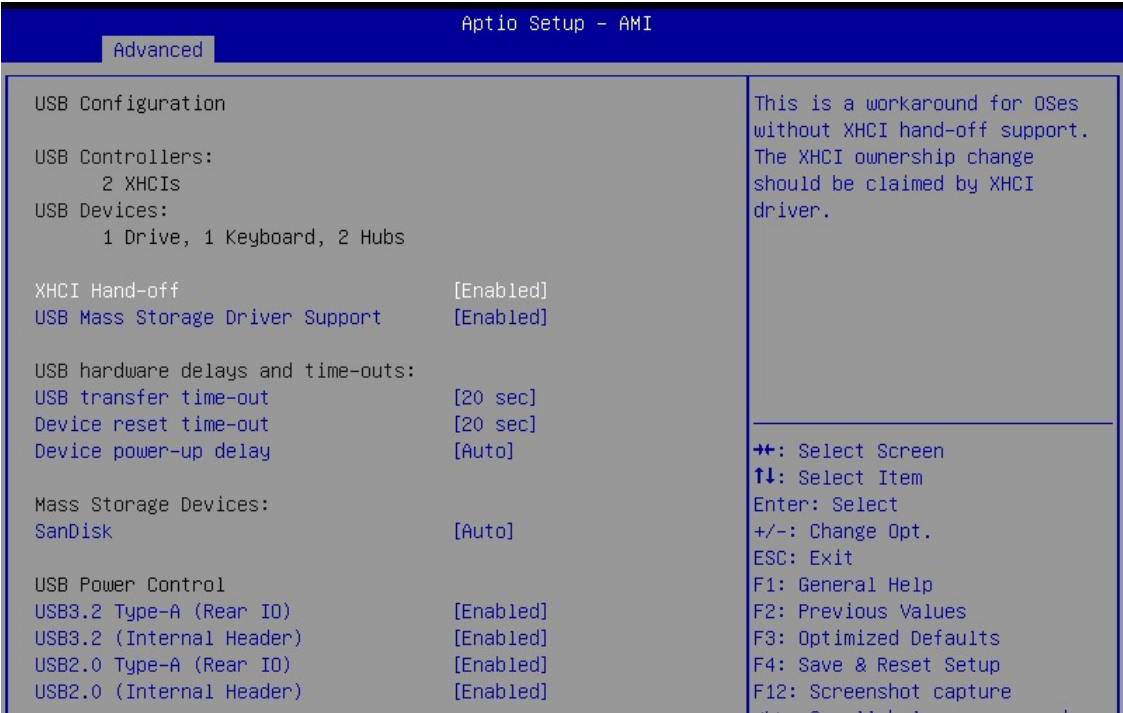 Aptio Setup - AMI
Advanced
USB Configuration
USB Controllers:
2 XHCIs
USB Devices:
1 Drive, 1 Keyboard, 2 Hubs
XHCI Hand-off [Enabled]
USB Mass Storage Driver Support [Enabled]
USB hardware delays and time-outs:
USB transfer time-out [20 sec]
Device reset time-out [20 sec]
Device power-up delay [Auto]
Mass Storage Devices:
SanDisk [Auto]
USB Power Control
USB3.2 Type-A (Rear IO) [Enabled]
USB3.2 (Internal Header) [Enabled]
USB2.0 Type-A (Rear IO) [Enabled]
USB2.0 (Internal Header) [Enabled]
This is a workaround for OSes
without XHCI hand-off support.
The XHCI ownership change
should be claimed by XHCI
driver.
→←: Select Screen
↑↓: Select Item
Enter: Select
+/-: Change Opt.
ESC: Exit
F1: General Help
F2: Previous Values
F3: Optimized Defaults
F4: Save & Reset Setup
F12: Screenshot capture